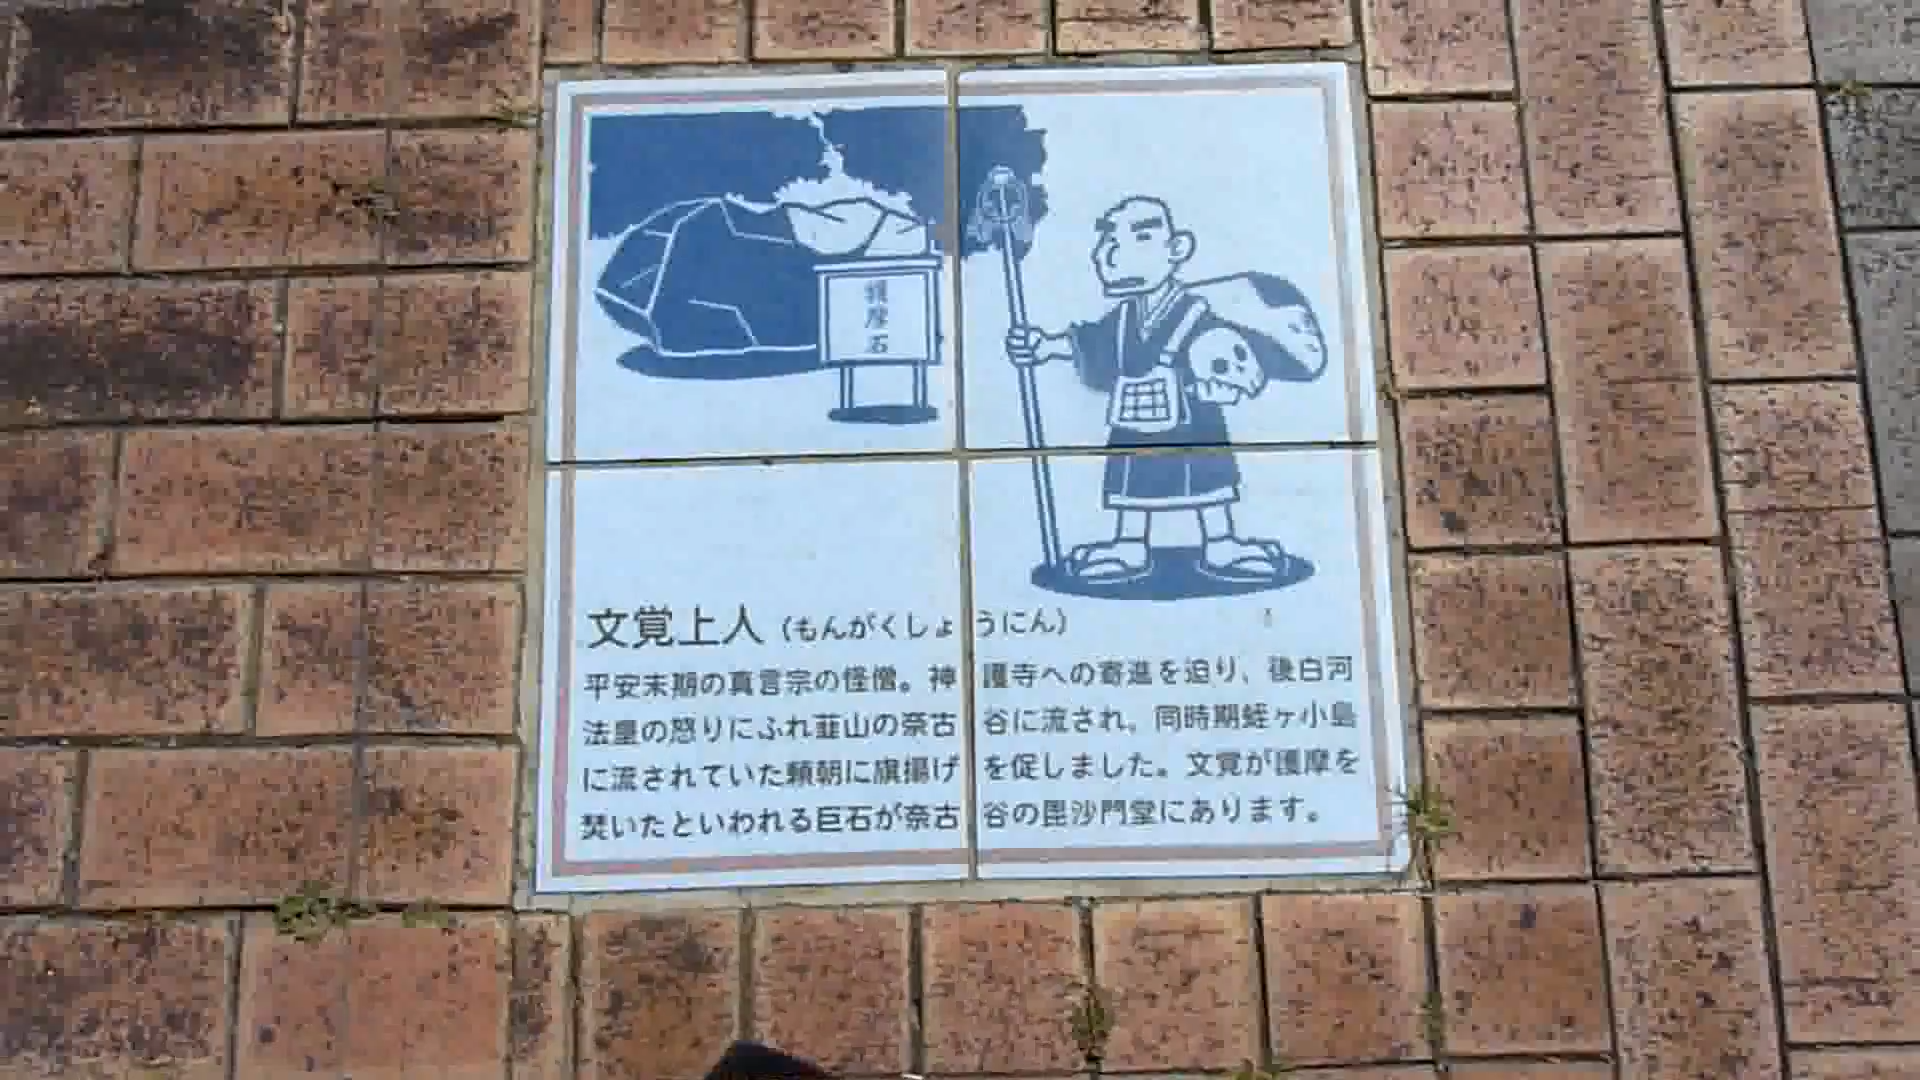 護摩石
文覚上人（もんがくしょうにん）
平安末期の真言宗の怪僧。神護寺への寄進を迫り、後白河
法皇の怒りにふれ韮山の奈古谷に流され、同時期蛭ヶ小島
に流されていた頼朝に旗揚げを促しました。文覚が護摩を
焚いたといわれる巨石が奈古谷の毘沙門堂にあります。